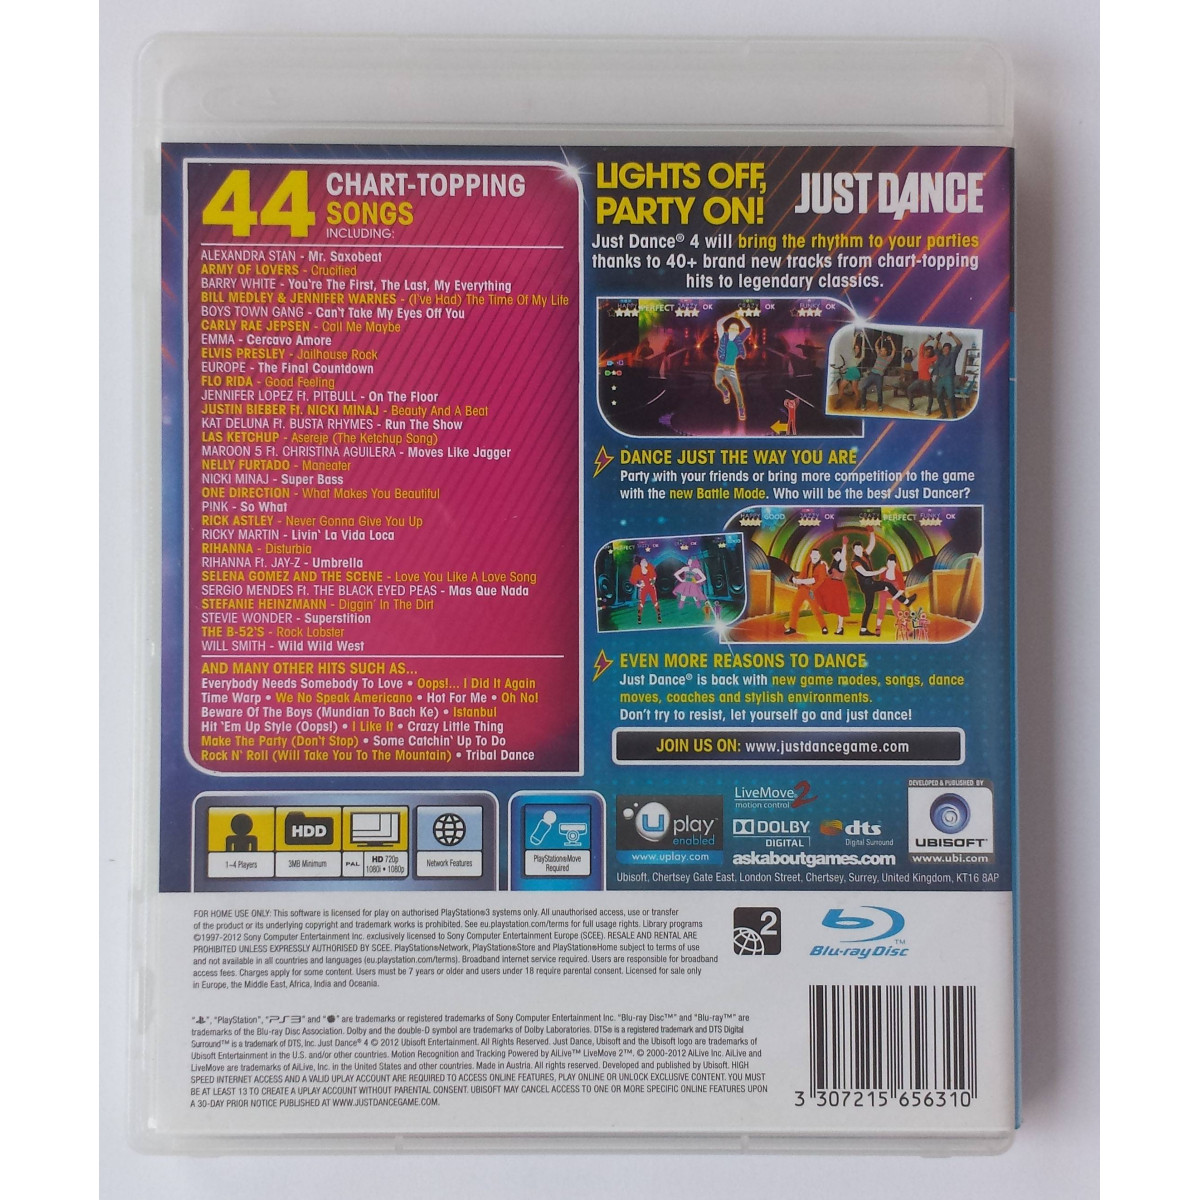 44
CHART-TOPPING
SONGS
INCLUDING:
ALEXANDRA STAN - Mr. Saxobeat
ARMY OF LOVERS - Crucified
BARRY WHITE - You're The First, The Last, My Everything
BILL MEDLEY & JENNIFER WARNES - (I've Had) The Time Of My Life
BOYS TOWN GANG - Can't Take My Eyes Off You
CARLY RAE JEPSEN - Call Me Maybe
EMMA - Cercavo Amore
ELVIS PRESLEY - Jailhouse Rock
EUROPE - The Final Countdown
FLO RIDA - Good Feeling
JENNIFER LOPEZ Ft. PITBULL - On The Floor
JUSTIN BIEBER Ft. NICKI MINAJ - Beauty And A Beat
KAT DELUNA Ft. BUSTA RHYMES - Run The Show
LAS KETCHUP - Asereje (The Ketchup Song)
MAROON 5 Ft. CHRISTINA AGUILERA - Moves Like Jagger
NELLY FURTADO - Maneater
NICKI MINAJ - Super Bass
ONE DIRECTION - What Makes You Beautiful
PINK - So What
RICK ASTLEY - Never Gonna Give You Up
RICKY MARTIN - Livin' La Vida Loca
RIHANNA - Disturbia
RIHANNA Ft. JAY-Z - Umbrella
SELENA GOMEZ AND THE SCENE - Love You Like A Love Song
SERGIO MENDES Ft. THE BLACK EYED PEAS - Mas Que Nada
STEFANIE HEINZMANN - Diggin' In The Dirt
STEVIE WONDER - Superstition
THE B-52'S - Rock Lobster
WILL SMITH - Wild Wild West
AND MANY OTHER HITS SUCH AS...
Everybody Needs Somebody To Love • Oops!... I Did It Again
Time Warp • We No Speak Americano • Hot For Me • Oh No!
Beware Of The Boys (Mundian To Bach Ke) • Istanbul
Hit 'Em Up Style (Oops!) • I Like It • Crazy Little Thing
Make The Party (Don't Stop) • Some Catchin' Up To Do
Rock N' Roll (Will Take You To The Mountain) • Tribal Dance
LIGHTS OFF,
PARTY ON!
JUST DANCE
Just Dance® 4 will bring the rhythm to your parties
thanks to 40+ brand new tracks from chart-topping
hits to legendary classics.
PERFECT OK OK
DANCE JUST THE WAY YOU ARE
Party with your friends or bring more competition to the game
with the new Battle Mode. Who will be the best Just Dancer?
GOOD OK PERFECT OK
EVEN MORE REASONS TO DANCE
Just Dance® is back with new game modes, songs, dance
moves, coaches and stylish environments.
Don't try to resist, let yourself go and just dance!
JOIN US ON: www.justdancegame.com
1-4 Players
HDD
3MB Minimum
PAL
HD 720p
1080i • 1080p
Network Features
PlayStation®Move
Required
uplay
enabled
www.uplay.com
LiveMove 2
motion control
DOLBY
DIGITAL
dts
Digital Surround
askaboutgames.com
DEVELOPED & PUBLISHED BY
UBISOFT
www.ubi.com
Ubisoft, Chertsey Gate East, London Street, Chertsey, Surrey, United Kingdom, KT16 8AP
FOR HOME USE ONLY: This software is licensed for play on authorised PlayStation®3 systems only. All unauthorised access, use or transfer
of the product or its underlying copyright and trademark works is prohibited. See eu.playstation.com/terms for full usage rights. Library programs
©1997-2012 Sony Computer Entertainment Inc. exclusively licensed to Sony Computer Entertainment Europe (SCEE). RESALE AND RENTAL ARE
PROHIBITED UNLESS EXPRESSLY AUTHORISED BY SCEE. PlayStation®Network, PlayStation®Store and PlayStation®Home subject to terms of use
and not available in all countries and languages (eu.playstation.com/terms). Broadband internet service required. Users are responsible for broadband
access fees. Charges apply for some content. Users must be 7 years or older and users under 18 require parental consent. Licensed for sale only
in Europe, the Middle East, Africa, India and Oceania.
2
Blu-ray Disc™
"PlayStation", "PS3" and are trademarks or registered trademarks of Sony Computer Entertainment Inc. "Blu-ray Disc™" and "Blu-ray™" are
trademarks of the Blu-ray Disc Association. Dolby and the double-D symbol are trademarks of Dolby Laboratories. DTS® is a registered trademark and DTS Digital
Surround™ is a trademark of DTS, Inc. Just Dance® 4 © 2012 Ubisoft Entertainment. All Rights Reserved. Just Dance, Ubisoft and the Ubisoft logo are trademarks of
Ubisoft Entertainment in the U.S. and/or other countries. Motion Recognition and Tracking Powered by AiLive™ LiveMove 2™. © 2000-2012 AiLive Inc. AiLive and
LiveMove are trademarks of AiLive, Inc. in the United States and other countries. Made in Austria. All rights reserved. Developed and published by Ubisoft. HIGH
SPEED INTERNET ACCESS AND A VALID UPLAY ACCOUNT ARE REQUIRED TO ACCESS ONLINE FEATURES, PLAY ONLINE OR UNLOCK EXCLUSIVE CONTENT. YOU MUST
BE AT LEAST 13 TO CREATE A UPLAY ACCOUNT WITHOUT PARENTAL CONSENT. UBISOFT MAY CANCEL ACCESS TO ONE OR MORE SPECIFIC ONLINE FEATURES UPON
A 30-DAY PRIOR NOTICE PUBLISHED AT WWW.JUSTDANCEGAME.COM.
3 307215 656310